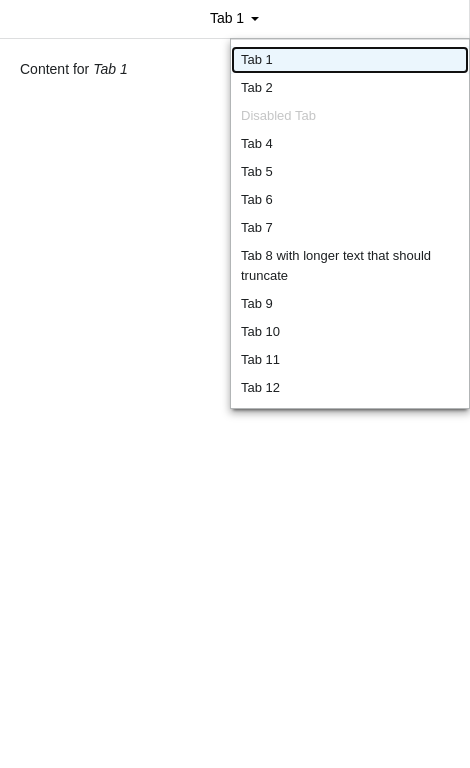 Tab 1
Content for Tab 1
Tab 1
Tab 2
Disabled Tab
Tab 4
Tab 5
Tab 6
Tab 7
Tab 8 with longer text that should
truncate
Tab 9
Tab 10
Tab 11
Tab 12